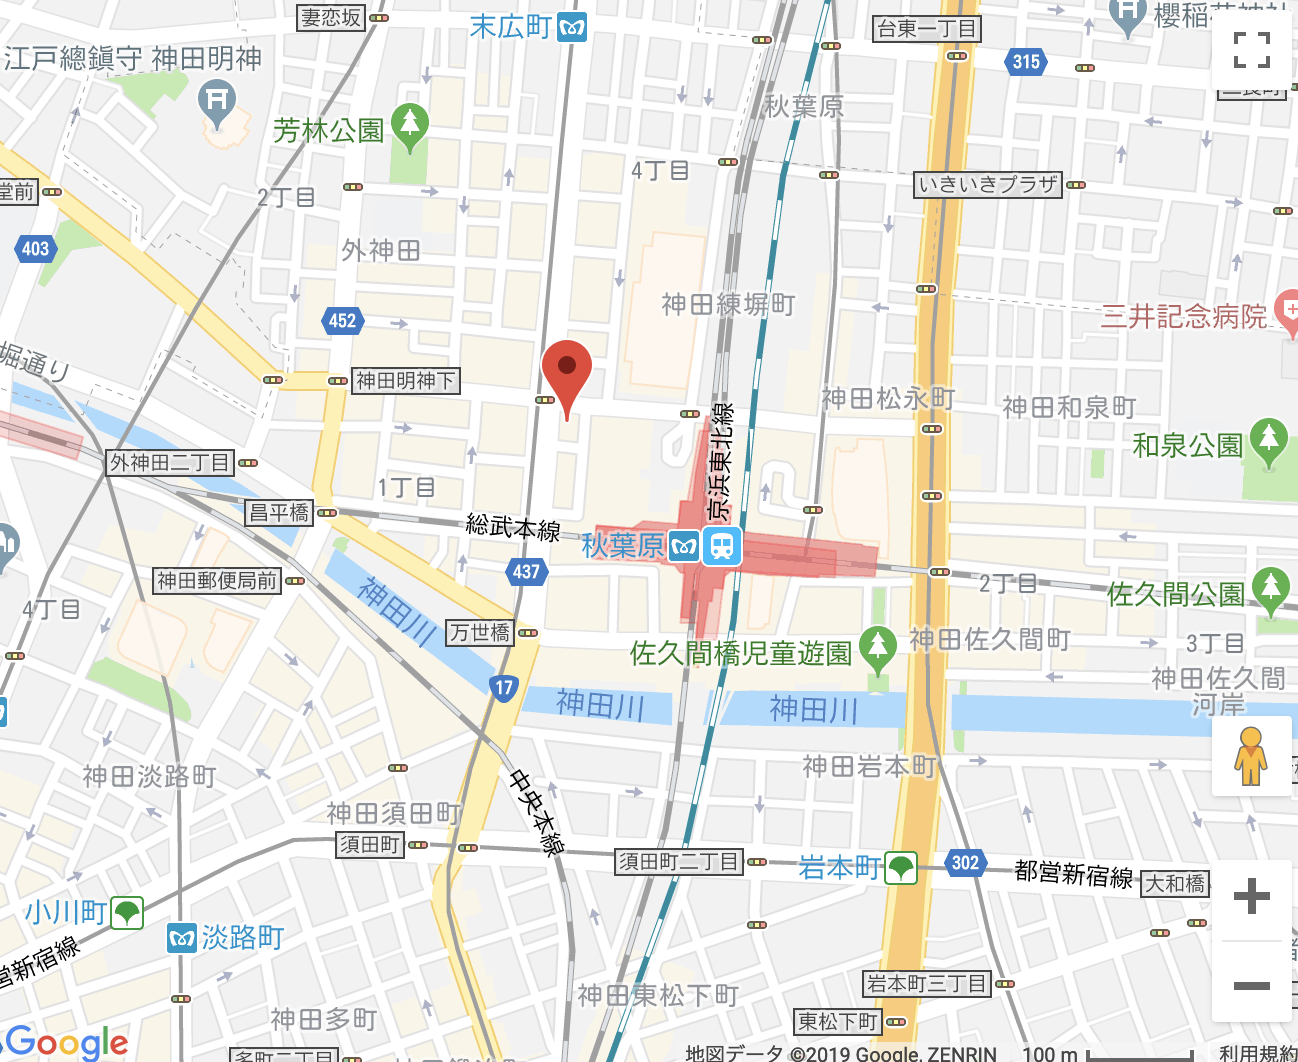 妻恋坂
末広町
台東一丁目
315
江戸總鎮守 神田明神
秋葉原
芳林公園
4丁目
いきいきプラザ
堂前
2丁目
403
外神田
神田練塀町
三井記念病院
452
堀通り
神田明神下
神田松永町
神田和泉町
京浜東北線
和泉公園
外神田二丁目
1丁目
昌平橋
総武本線
秋葉原
437
神田郵便局前
2丁目
佐久間公園
4丁目
神田川
万世橋
佐久間橋児童遊園
神田佐久間町
3丁目
17
神田川
神田川
神田佐久間
河岸
神田淡路町
神田岩本町
中央本線
神田須田町
須田町
須田町二丁目
岩本町
302
都営新宿線
大和橋
小川町
淡路町
営新宿線
岩本町三丁目
神田東松下町
神田多町
東松下町
多町二丁目
Google
地図データ ©2019 Google, ZENRIN
100 m
利用規約